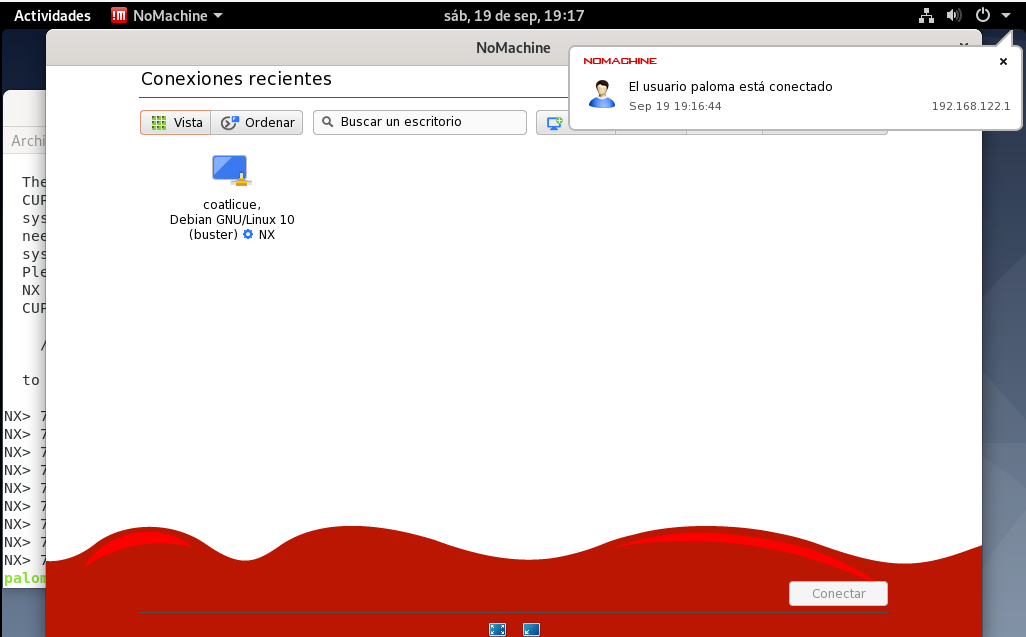 Actividades NoMachine sáb, 19 de sep, 19:17
NoMachine
Conexiones recientes
NOMACHINE
El usuario paloma está conectado
Sep 19 19:16:44 192.168.122.1
Vista Ordenar Buscar un escritorio
coatlicue,
Debian GNU/Linux 10
(buster) NX
Archi
The
CUP
sys
nee
sys
Ple
NX
CUP
/
to
NX> 7
NX> 7
NX> 7
NX> 7
NX> 7
NX> 7
NX> 7
NX> 7
NX> 7
palom
Conectar